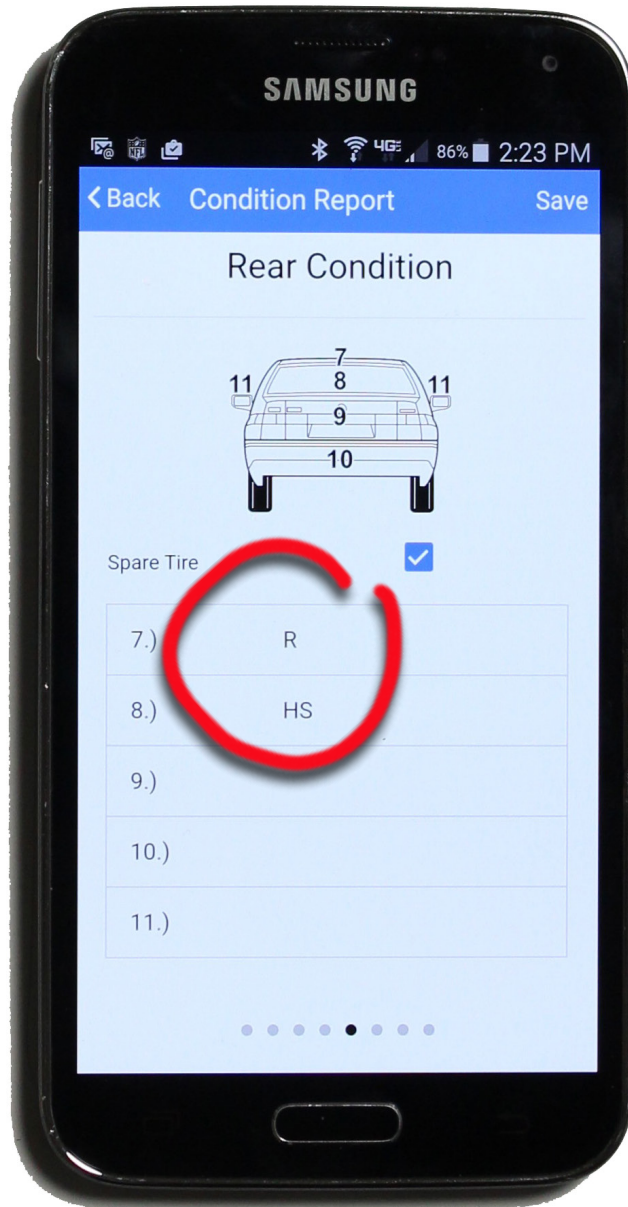 SAMSUNG
4G 86% 2:23 PM
Back Condition Report Save
Rear Condition
7
11 8 11
9
10
Spare Tire
7.) R
8.) HS
9.)
10.)
11.)